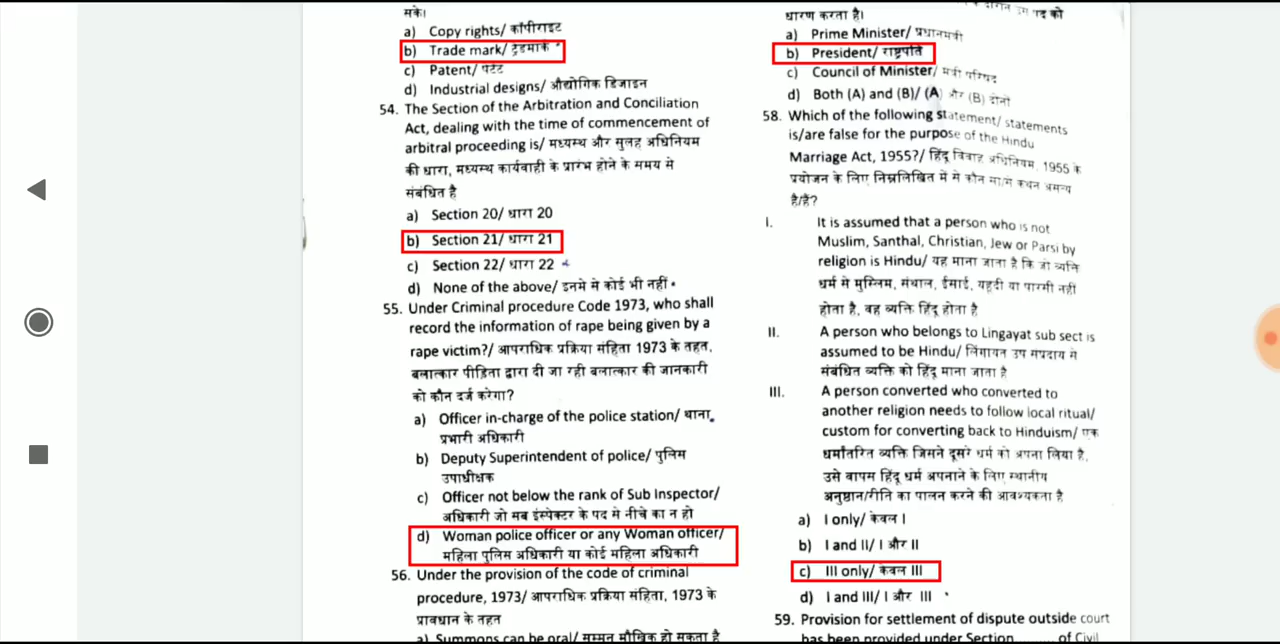 सके।
a) Copy rights/ कॉपीराइट
b) Trade mark/ ट्रेडमार्क
c) Patent/ पेटेंट
d) Industrial designs/ औद्योगिक डिजाइन
54. The Section of the Arbitration and Conciliation
Act, dealing with the time of commencement of
arbitral proceeding is/ मध्यस्थ और सुलह अधिनियम
की धारा, मध्यस्थ कार्यवाही के प्रारंभ होने के समय से
संबंधित है
a) Section 20/ धारा 20
b) Section 21/ धारा 21
c) Section 22/ धारा 22
d) None of the above/ इनमे से कोई भी नहीं
55. Under Criminal procedure Code 1973, who shall
record the information of rape being given by a
rape victim?/ आपराधिक प्रक्रिया संहिता 1973 के तहत,
बलात्कार पीड़िता द्वारा दी जा रही बलात्कार की जानकारी
को कौन दर्ज करेगा?
a) Officer in-charge of the police station/ थाना
प्रभारी अधिकारी
b) Deputy Superintendent of police/ पुलिस
उपाधीक्षक
c) Officer not below the rank of Sub Inspector/
अधिकारी जो सब इंस्पेक्टर के पद से नीचे का न हो
d) Woman police officer or any Woman officer/
महिला पुलिस अधिकारी या कोई महिला अधिकारी
56. Under the provision of the code of criminal
procedure, 1973/ आपराधिक प्रक्रिया संहिता, 1973 के
प्रावधान के तहत
a) Summons can be oral/ सम्मन मौखिक हो सकता है
पद को
धारण करता है।
a) Prime Minister/ प्रधानमंत्री
b) President/ राष्ट्रपति
c) Council of Minister/ मंत्री परिषद
d) Both (A) and (B)/ (A) और (B) दोनों
58. Which of the following statement/ statements
is/are false for the purpose of the Hindu
Marriage Act, 1955?/ हिंदू विवाह अधिनियम, 1955 के
प्रयोजन के लिए निम्नलिखित में से कौन सा/से कथन असत्य
है/हैं?
I. It is assumed that a person who is not
Muslim, Santhal, Christian, Jew or Parsi by
religion is Hindu/ यह माना जाता है कि जो व्यक्ति
धर्म से मुस्लिम, संथाल, ईसाई, यहूदी या पारसी नहीं
होता है, वह व्यक्ति हिंदू होता है
II. A person who belongs to Lingayat sub sect is
assumed to be Hindu/ लिंगायत उप संप्रदाय से
संबंधित व्यक्ति को हिंदू माना जाता है
III. A person converted who converted to
another religion needs to follow local ritual/
custom for converting back to Hinduism/ एक
धर्मांतरित व्यक्ति जिसने दूसरे धर्म को अपना लिया है,
उसे वापस हिंदू धर्म अपनाने के लिए स्थानीय
अनुष्ठान/रीति का पालन करने की आवश्यकता है
a) I only/ केवल I
b) I and II/ I और II
c) III only/ केवल III
d) I and III/ I और III
59. Provision for settlement of dispute outside court
has been provided under Section ........ of Civil